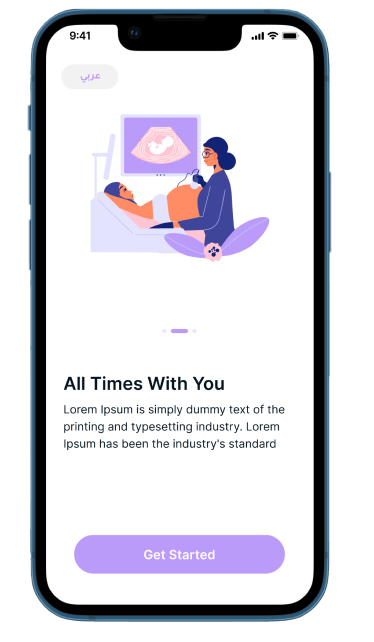 9:41
عربي
All Times With You
Lorem Ipsum is simply dummy text of the
printing and typesetting industry. Lorem
Ipsum has been the industry's standard
Get Started